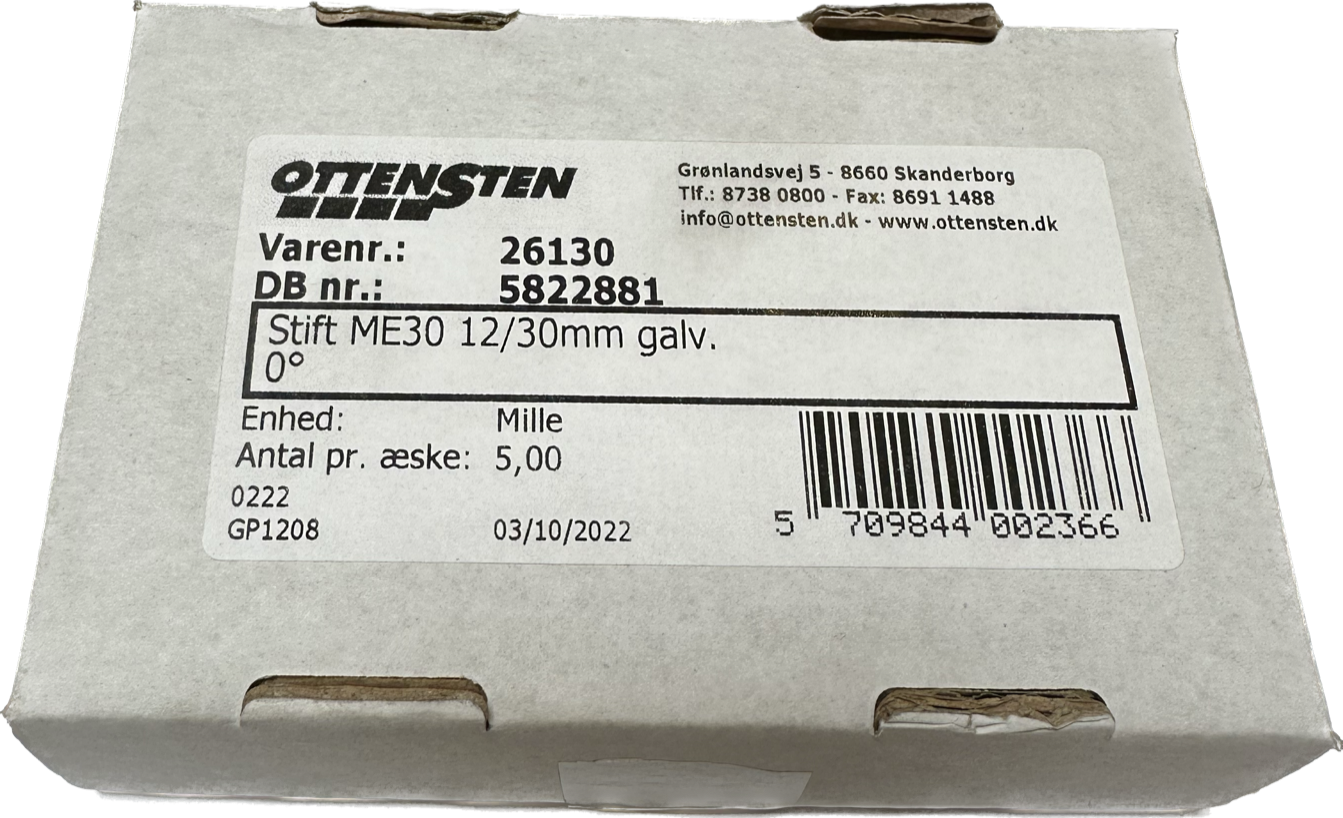 OTTENSTEN
Grønlandsvej 5 - 8660 Skanderborg
Tlf.: 8738 0800 - Fax: 8691 1488
info@ottensten.dk - www.ottensten.dk
Varenr.: 26130
DB nr.: 5822881
Stift ME30 12/30mm galv.
0°
Enhed: Mille
Antal pr. æske: 5,00
0222
GP1208 03/10/2022
5 709844 002366